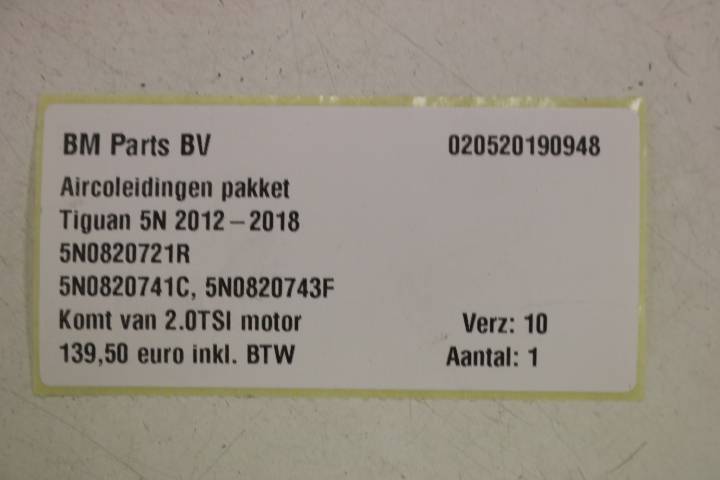 BM Parts BV 020520190948
Aircoleidingen pakket
Tiguan 5N 2012-2018
5N0820721R
5N0820741C, 5N0820743F
Komt van 2.0TSI motor Verz: 10
139,50 euro inkl. BTW Aantal: 1